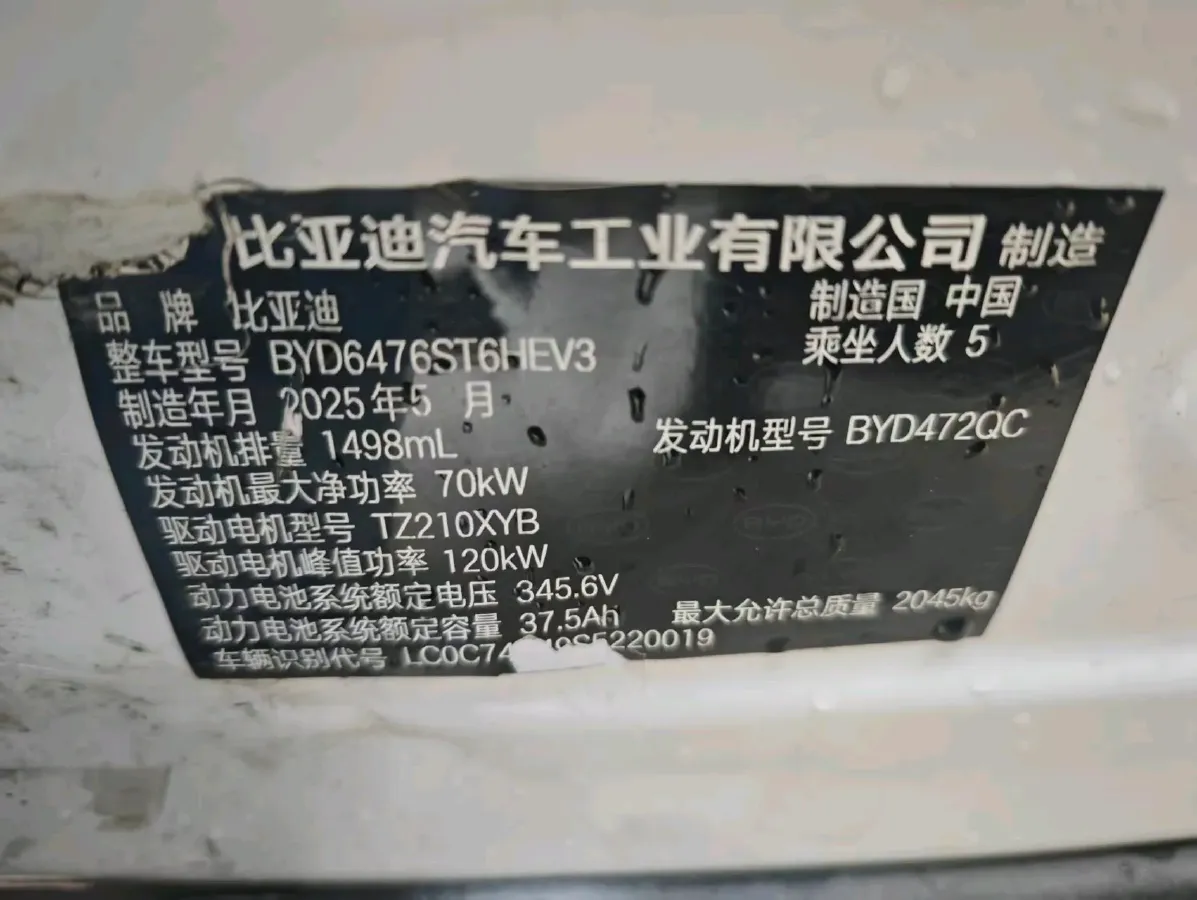 比亚迪汽车工业有限公司 制造
品 牌 比亚迪 制造国 中国
整车型号 BYD6476ST6HEV3 乘坐人数 5
制造年月 2025年5 月
发动机排量 1498mL 发动机型号 BYD472QC
发动机最大净功率 70kW
驱动电机型号 TZ210XYB
驱动电机峰值功率 120kW
动力电池系统额定电压 345.6V
动力电池系统额定容量 37.5Ah 最大允许总质量 2045kg
车辆识别代号